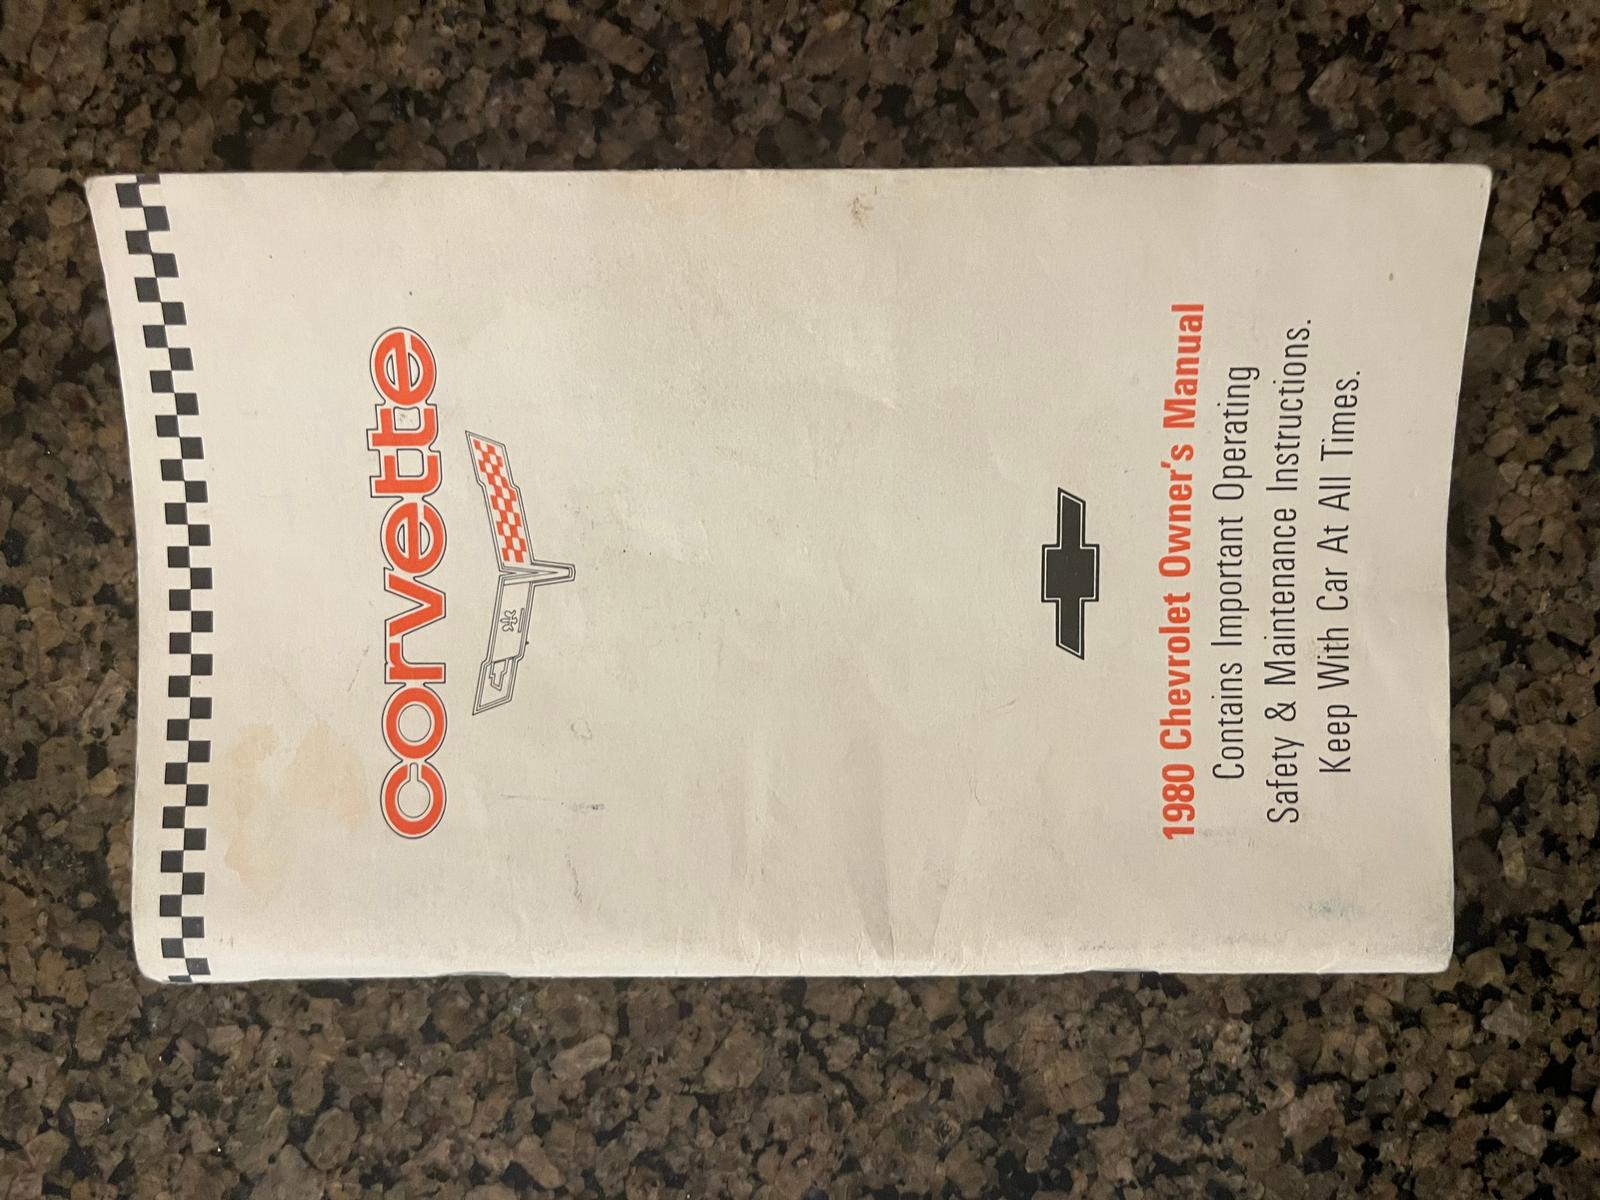 corvette
1980 Chevrolet Owner's Manual
Contains Important Operating
Safety & Maintenance Instructions.
Keep With Car At All Times.